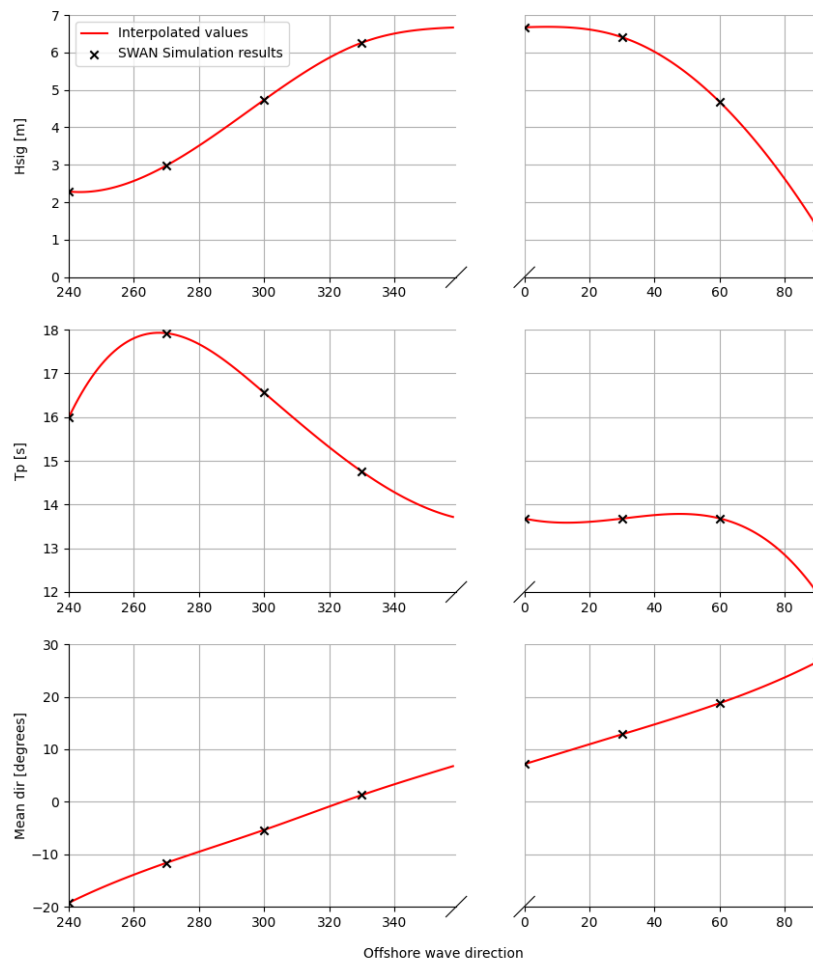 Interpolated values
SWAN Simulation results
Hsig [m]
7
6
5
4
3
2
1
0
240 260 280 300 320 340
0 20 40 60 80
Tp [s]
18
17
16
15
14
13
12
240 260 280 300 320 340
0 20 40 60 80
Mean dir [degrees]
30
20
10
0
−10
−20
240 260 280 300 320 340
0 20 40 60 80
Offshore wave direction